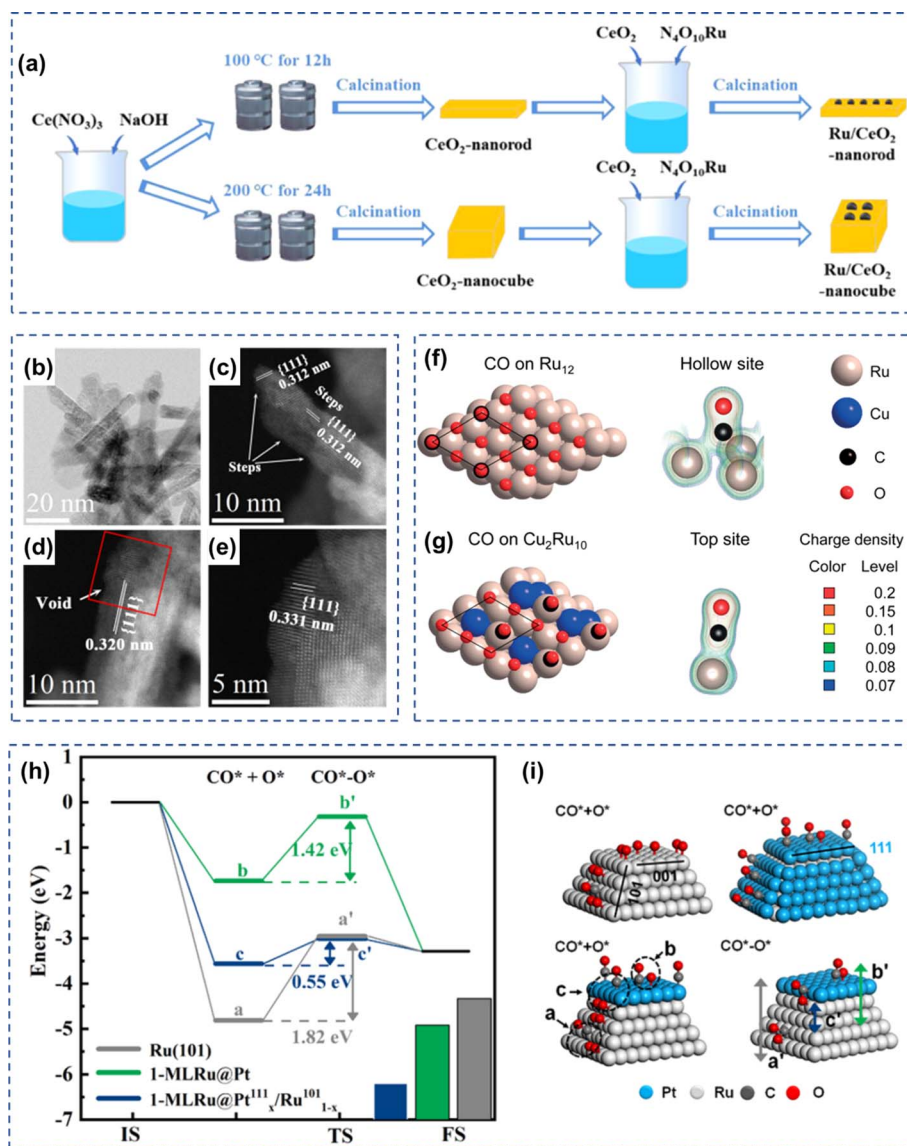 (a)
Ce(NO₃)₃ NaOH
100 °C for 12h
Calcination
CeO₂-nanorod
CeO₂ N₄O₁₀Ru
Calcination
Ru/CeO₂
-nanorod
200 °C for 24h
Calcination
CeO₂-nanocube
CeO₂ N₄O₁₀Ru
Calcination
Ru/CeO₂
-nanocube
(b)
20 nm
(c)
{111}
0.312 nm
Steps
{111}
0.312 nm
Steps
10 nm
(d)
Void
{111}
0.320 nm
10 nm
(e)
{111}
0.331 nm
5 nm
(f)
CO on Ru₁₂
Hollow site
Ru
Cu
C
O
(g)
CO on Cu₂Ru₁₀
Top site
Charge density
Color Level
0.2
0.15
0.1
0.09
0.08
0.07
(h)
CO* + O* CO*-O*
Energy (eV)
0
-1
-2
-3
-4
-5
-6
-7
b
b'
1.42 eV
c
c'
0.55 eV
a
a'
1.82 eV
Ru(101)
1-MLRu@Pt
1-MLRu@Pt¹¹¹ₓ/Ru¹⁰¹₁₋ₓ
IS TS FS
(i)
CO*+O*
101
001
CO*+O*
111
CO*+O*
a
b
c
CO*-O*
a'
b'
c'
Pt Ru C O